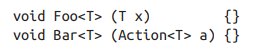 void Foo<T> (T x)         {}
void Bar<T> (Action<T> a) {}